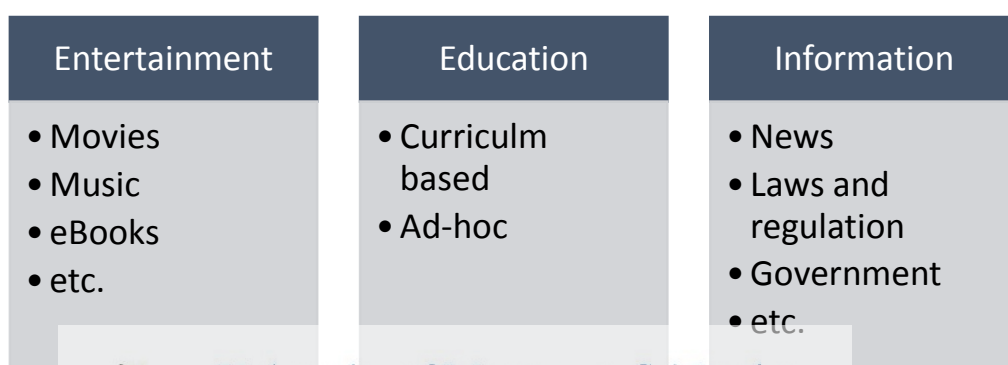 Entertainment
• Movies
• Music
• eBooks
• etc.
Education
• Curriculm
based
• Ad-hoc
Information
• News
• Laws and
regulation
• Government
• etc.